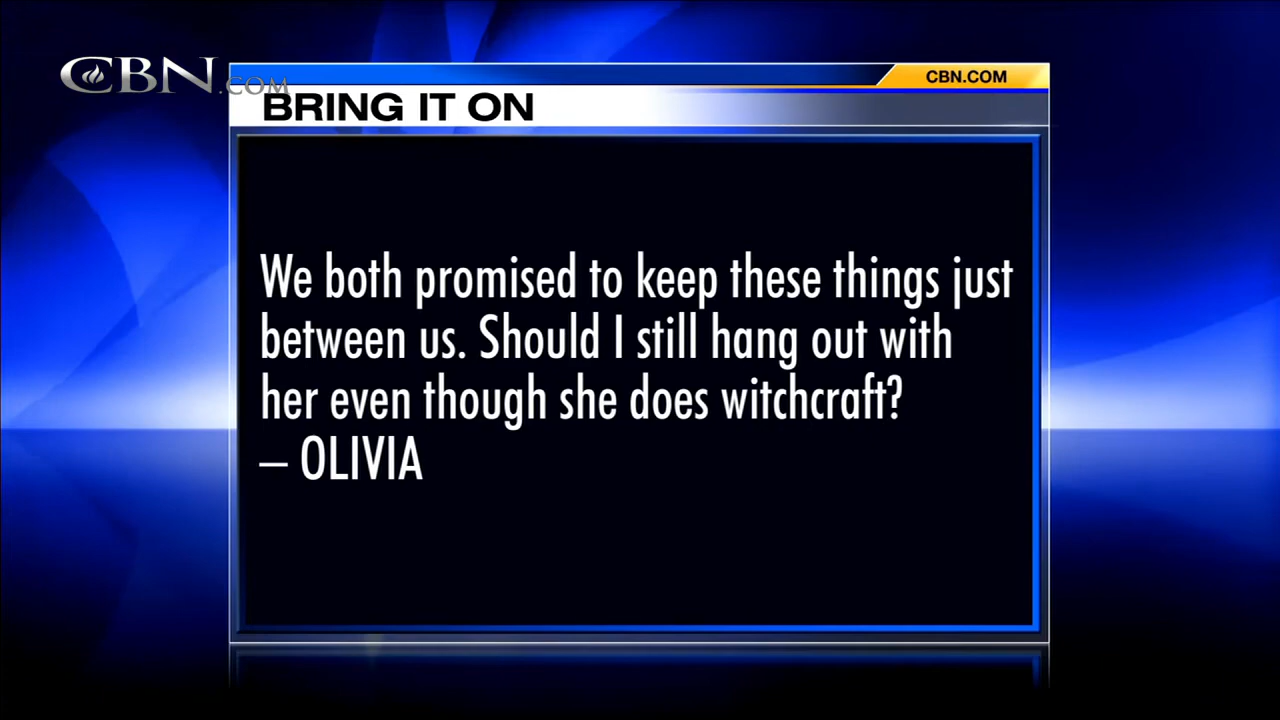 CBN.COM
CBN.COM
BRING IT ON
We both promised to keep these things just
between us. Should I still hang out with
her even though she does witchcraft?
– OLIVIA